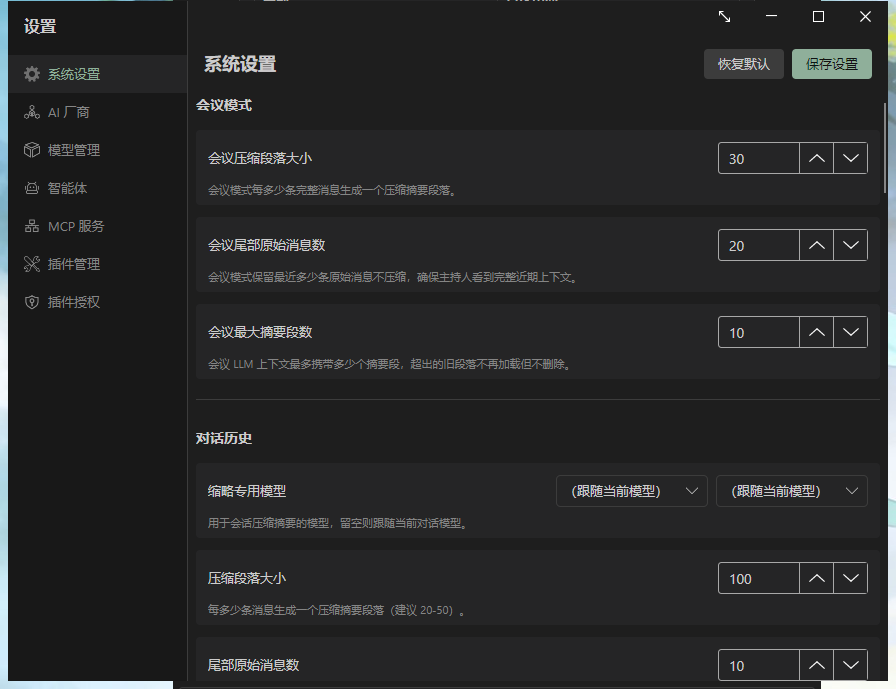 设置
系统设置
AI 厂商
模型管理
智能体
MCP 服务
插件管理
插件授权
系统设置
恢复默认
保存设置
会议模式
会议压缩段落大小
30
会议模式每多少条完整消息生成一个压缩摘要段落。
会议尾部原始消息数
20
会议模式保留最近多少条原始消息不压缩，确保主持人看到完整近期上下文。
会议最大摘要段数
10
会议 LLM 上下文最多携带多少个摘要段，超出的旧段落不再加载但不删除。
对话历史
缩略专用模型
(跟随当前模型)
(跟随当前模型)
用于会话压缩摘要的模型，留空则跟随当前对话模型。
压缩段落大小
100
每多少条消息生成一个压缩摘要段落（建议 20-50）。
尾部原始消息数
10